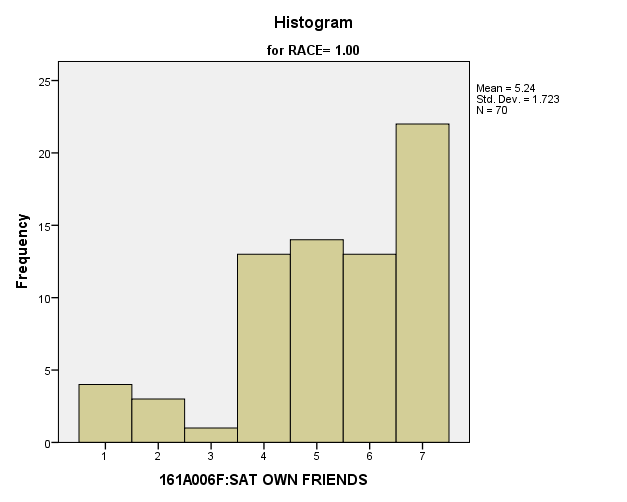 Histogram
for RACE= 1.00
25
20
15
10
5
0
Frequency
1 2 3 4 5 6 7
161A006F:SAT OWN FRIENDS
Mean = 5.24
Std. Dev. = 1.723
N = 70